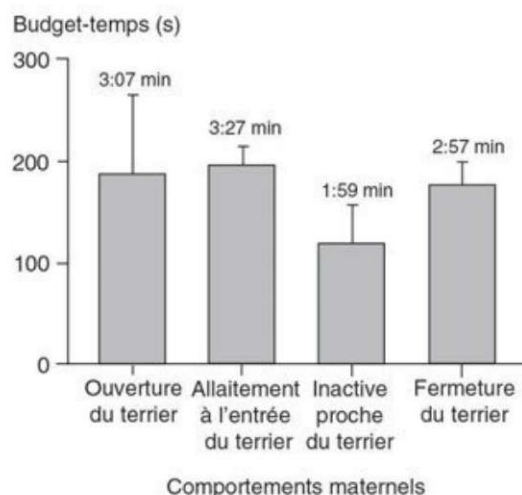 Budget-temps (s)
300
3:07 min
3:27 min
2:57 min
200
1:59 min
100
0
Ouverture
du terrier
Allaitement
à l'entrée
du terrier
Inactive
proche
du terrier
Fermeture
du terrier
Comportements maternels